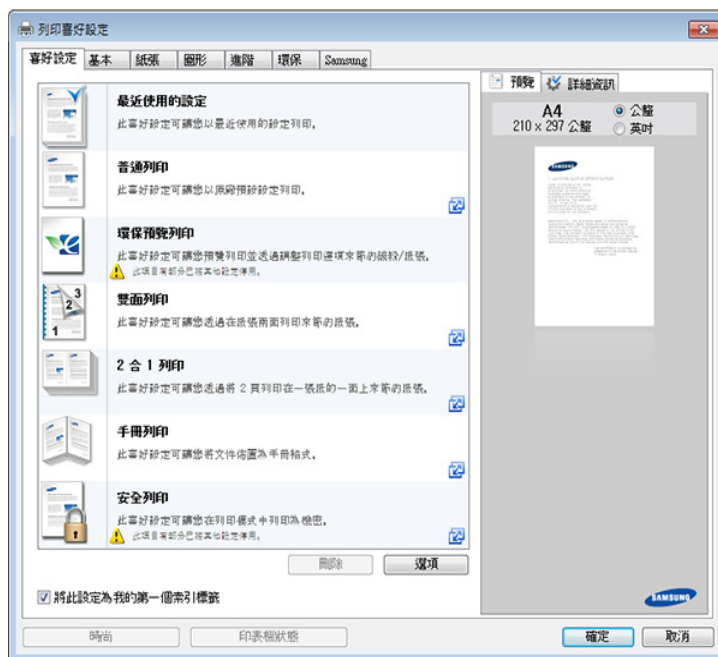 列印喜好設定
喜好設定 基本 紙張 圖形 進階 環保 Samsung
最近使用的設定
此喜好設定可讓您以最近使用的設定列印。
普通列印
此喜好設定可讓您以原廠預設設定列印。
環保預覽列印
此喜好設定可讓您預覽列印並透過調整列印選項來節約碳粉/紙張。
此項目有部分已被其他設定停用。
雙面列印
此喜好設定可讓您透過在紙張兩面列印來節約紙張。
2 合 1 列印
此喜好設定可讓您透過將 2 頁列印在一張紙的一面上來節約紙張。
手冊列印
此喜好設定可讓您將文件佈置為手冊格式。
安全列印
此喜好設定可讓您在列印模式中列印為機密。
此項目有部分已被其他設定停用。
刪除 選項
將此設定為我的第一個索引標籤
預覽 詳細資訊
A4
210 x 297 公釐
公釐
英吋
SAMSUNG
SAMSUNG
時尚 印表機狀態 確定 取消